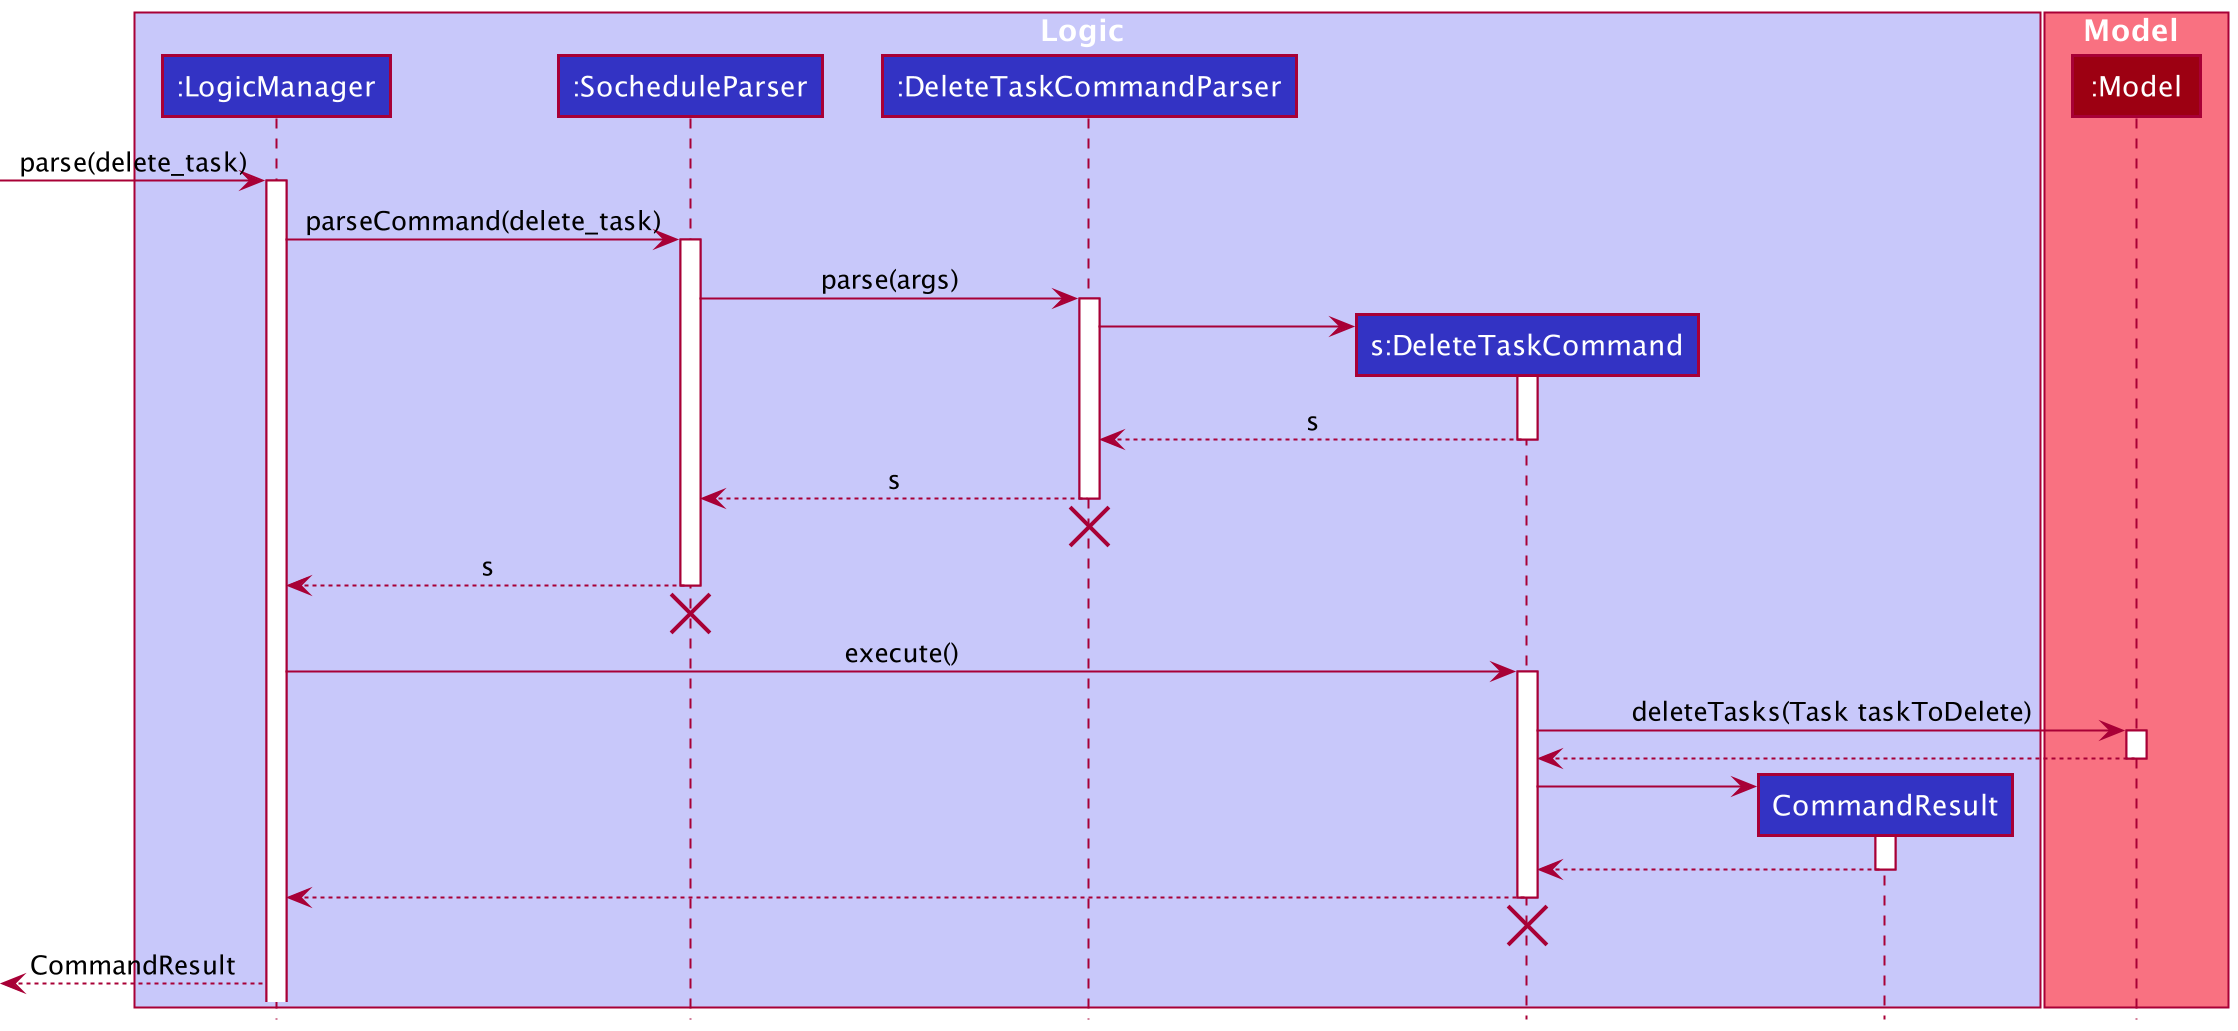 Logic
Model
:LogicManager
:SocheduleParser
:DeleteTaskCommandParser
:Model
parse(delete_task)
parseCommand(delete_task)
parse(args)
s:DeleteTaskCommand
s
s
s
execute()
deleteTasks(Task taskToDelete)
CommandResult
CommandResult